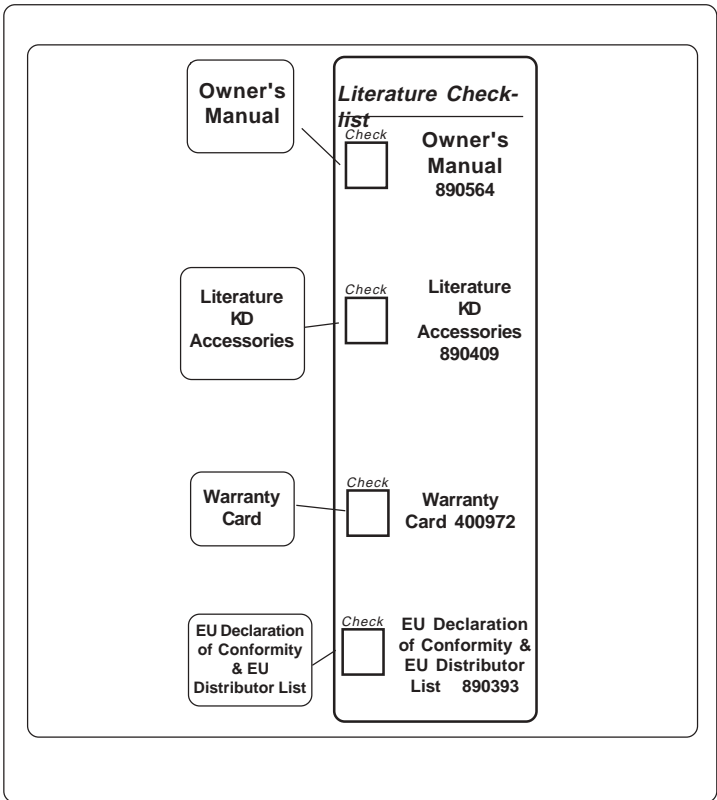 Owner's
Manual
Literature Check-
list
Check
Owner's
Manual
890564
Literature
KD
Accessories
Check
Literature
KD
Accessories
890409
Warranty
Card
Check
Warranty
Card 400972
EU Declaration
of Conformity
& EU
Distributor List
Check
EU Declaration
of Conformity &
EU Distributor
List 890393